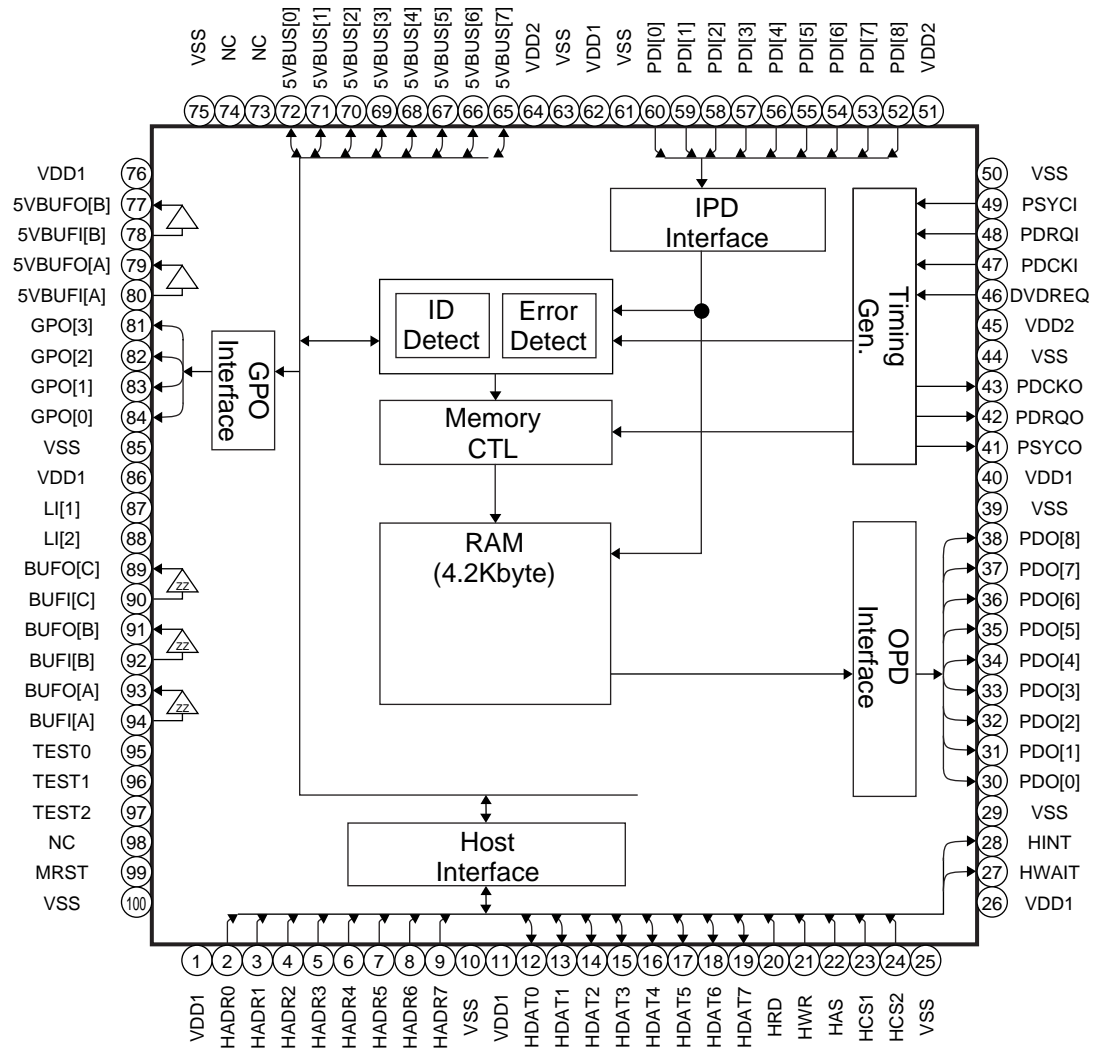 VSS
NC
NC
5VBUS[0]
5VBUS[1]
5VBUS[2]
5VBUS[3]
5VBUS[4]
5VBUS[5]
5VBUS[6]
5VBUS[7]
VDD2
VSS
VDD1
VSS
PDI[0]
PDI[1]
PDI[2]
PDI[3]
PDI[4]
PDI[5]
PDI[6]
PDI[7]
PDI[8]
VDD2
75 74 73 72 71 70 69 68 67 66 65 64 63 62 61 60 59 58 57 56 55 54 53 52 51
VDD1 76
5VBUFO[B] 77
5VBUFI[B] 78
5VBUFO[A] 79
5VBUFI[A] 80
GPO[3] 81
GPO[2] 82
GPO[1] 83
GPO[0] 84
VSS 85
VDD1 86
LI[1] 87
LI[2] 88
BUFO[C] 89
ZZ
BUFI[C] 90
BUFO[B] 91
ZZ
BUFI[B] 92
BUFO[A] 93
ZZ
BUFI[A] 94
TEST0 95
TEST1 96
TEST2 97
NC 98
MRST 99
VSS 100
IPD
Interface
ID
Detect
Error
Detect
GPO
Interface
Memory
CTL
RAM
(4.2Kbyte)
Timing
Gen.
OPD
Interface
Host
Interface
50 VSS
49 PSYCI
48 PDRQI
47 PDCKI
46 DVDREQ
45 VDD2
44 VSS
43 PDCKO
42 PDRQO
41 PSYCO
40 VDD1
39 VSS
38 PDO[8]
37 PDO[7]
36 PDO[6]
35 PDO[5]
34 PDO[4]
33 PDO[3]
32 PDO[2]
31 PDO[1]
30 PDO[0]
29 VSS
28 HINT
27 HWAIT
26 VDD1
1 2 3 4 5 6 7 8 9 10 11 12 13 14 15 16 17 18 19 20 21 22 23 24 25
VDD1
HADR0
HADR1
HADR2
HADR3
HADR4
HADR5
HADR6
HADR7
VSS
VDD1
HDAT0
HDAT1
HDAT2
HDAT3
HDAT4
HDAT5
HDAT6
HDAT7
HRD
HWR
HAS
HCS1
HCS2
VSS